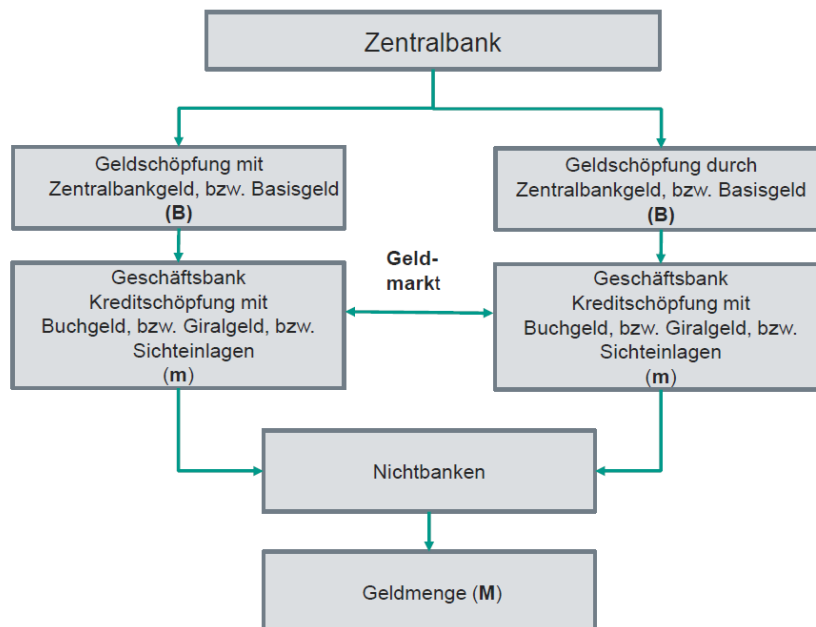 Zentralbank
Geldschöpfung mit
Zentralbankgeld, bzw. Basisgeld
(B)
Geldschöpfung durch
Zentralbankgeld, bzw. Basisgeld
(B)
Geschäftsbank
Kreditschöpfung mit
Buchgeld, bzw. Giralgeld, bzw.
Sichteinlagen
(m)
Geld-
markt
Geschäftsbank
Kreditschöpfung mit
Buchgeld, bzw. Giralgeld, bzw.
Sichteinlagen
(m)
Nichtbanken
Geldmenge (M)